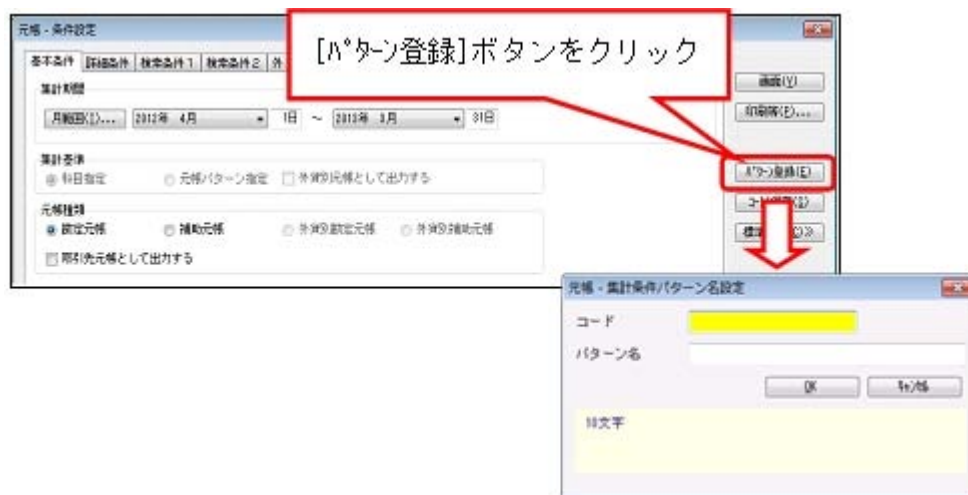 元帳 - 条件設定
[ﾊﾟﾀｰﾝ登録]ボタンをクリック
基本条件 詳細条件 検索条件1 検索条件2 外
集計期間
月範囲(I)... 2012年 4月 1日 ～ 2013年 3月 31日
画面(V)
印刷等(P)...
集計基準
科目指定 元帳パターン指定 外貨別元帳として出力する
ﾊﾟﾀｰﾝ登録(E)
元帳種類
勘定元帳 補助元帳 外貨別勘定元帳 外貨別補助元帳
取引先元帳として出力する
元帳 - 集計条件パターン名設定
コード
パターン名
OK ｷｬﾝｾﾙ
10文字